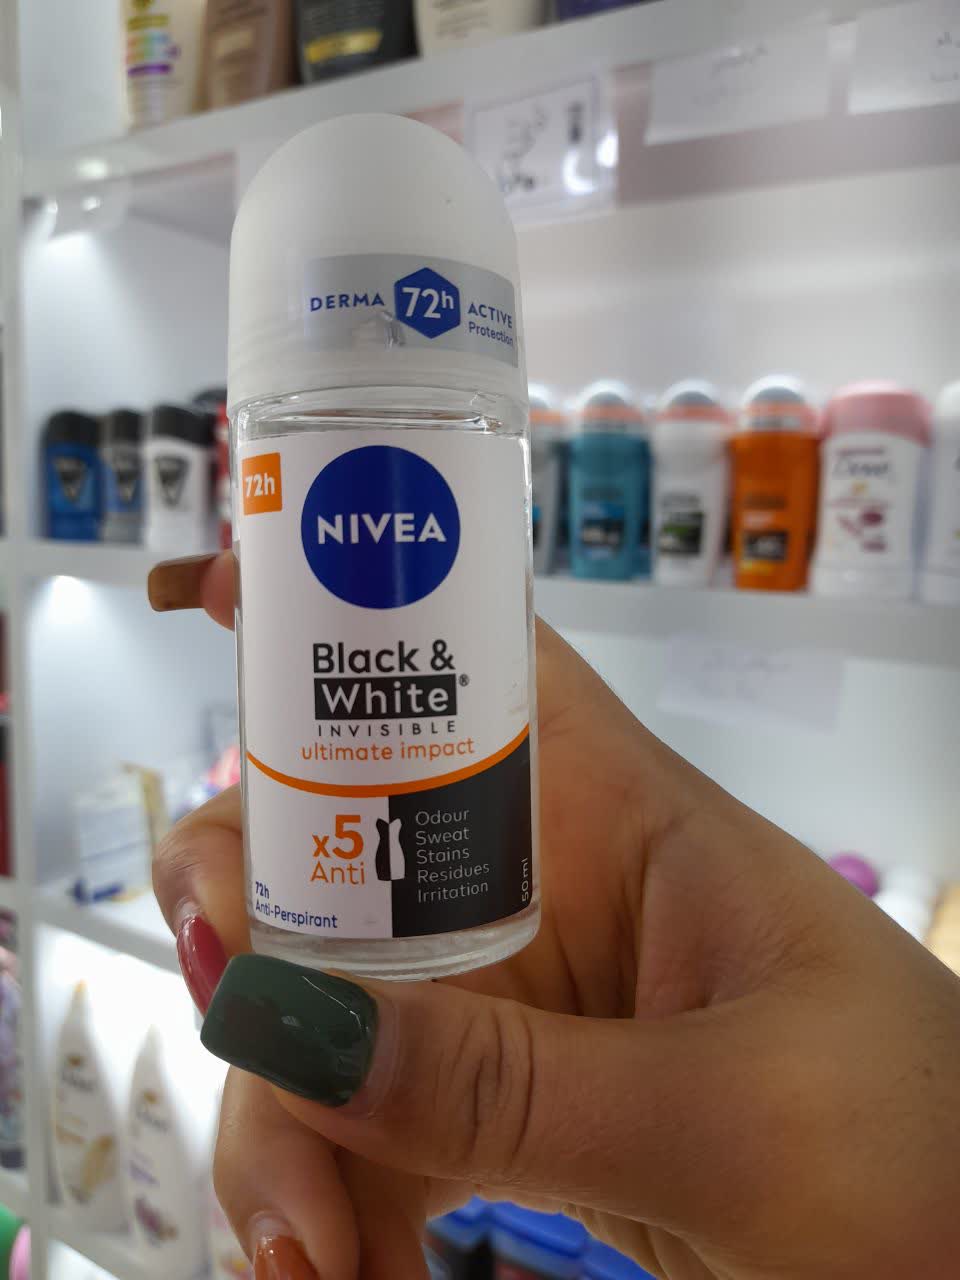 DERMA 72h ACTIVE
Protection
72h
NIVEA
Black &
White®
INVISIBLE
ultimate impact
x5
Anti
Odour
Sweat
Stains
Residues
Irritation
72h
Anti-Perspirant
50 ml
Dove